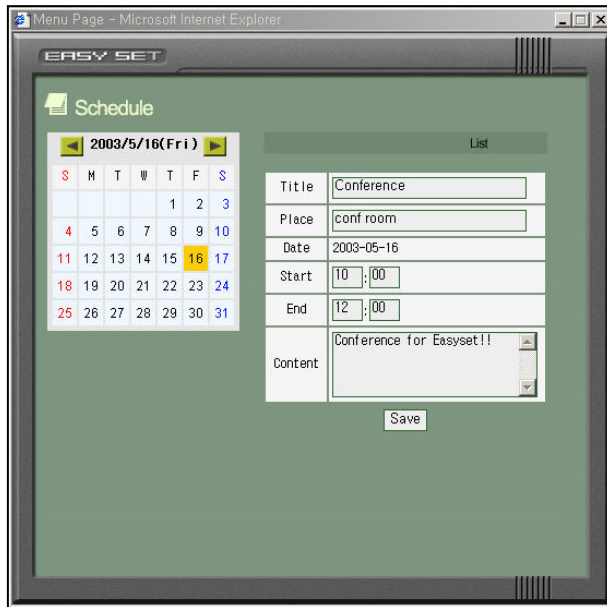 Menu Page - Microsoft Internet Explorer
EASY SET
Schedule
2003/5/16(Fri)
S M T W T F S
1 2 3
4 5 6 7 8 9 10
11 12 13 14 15 16 17
18 19 20 21 22 23 24
25 26 27 28 29 30 31
List
Title Conference
Place conf room
Date 2003-05-16
Start 10 : 00
End 12 : 00
Content Conference for Easyset!!
Save